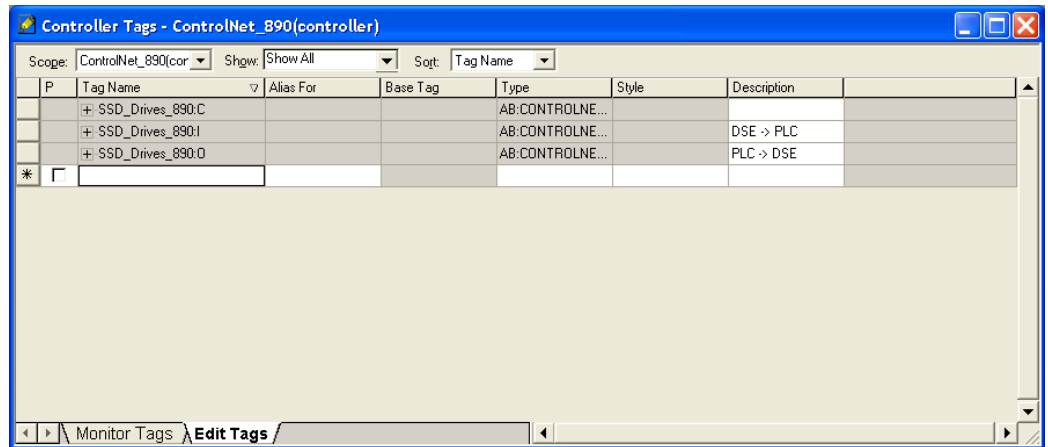 Controller Tags - ControlNet_890(controller)
Scope: ControlNet_890(cor Show: Show All Sort: Tag Name
P Tag Name Alias For Base Tag Type Style Description
SSD_Drives_890:C AB:CONTROLNE...
SSD_Drives_890:I AB:CONTROLNE... DSE -> PLC
SSD_Drives_890:O AB:CONTROLNE... PLC -> DSE
Monitor Tags Edit Tags